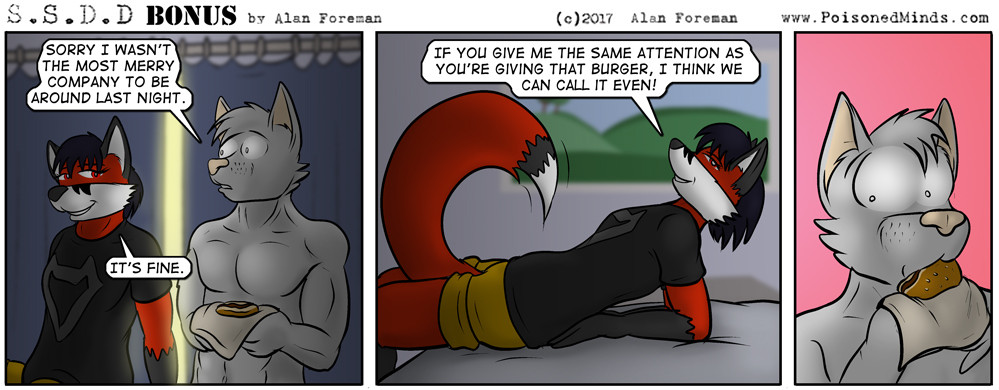 S.S.D.D BONUS by Alan Foreman (c)2017 Alan Foreman www.PoisonedMinds.com
SORRY I WASN'T
THE MOST MERRY
COMPANY TO BE
AROUND LAST NIGHT.
IT'S FINE.
IF YOU GIVE ME THE SAME ATTENTION AS
YOU'RE GIVING THAT BURGER, I THINK WE
CAN CALL IT EVEN!